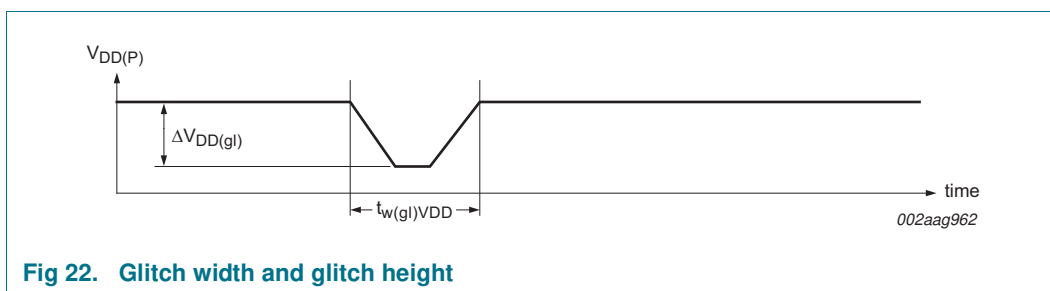 VDD(P)
ΔVDD(gl)
tw(gl)VDD
time
002aag962
Fig 22. Glitch width and glitch height